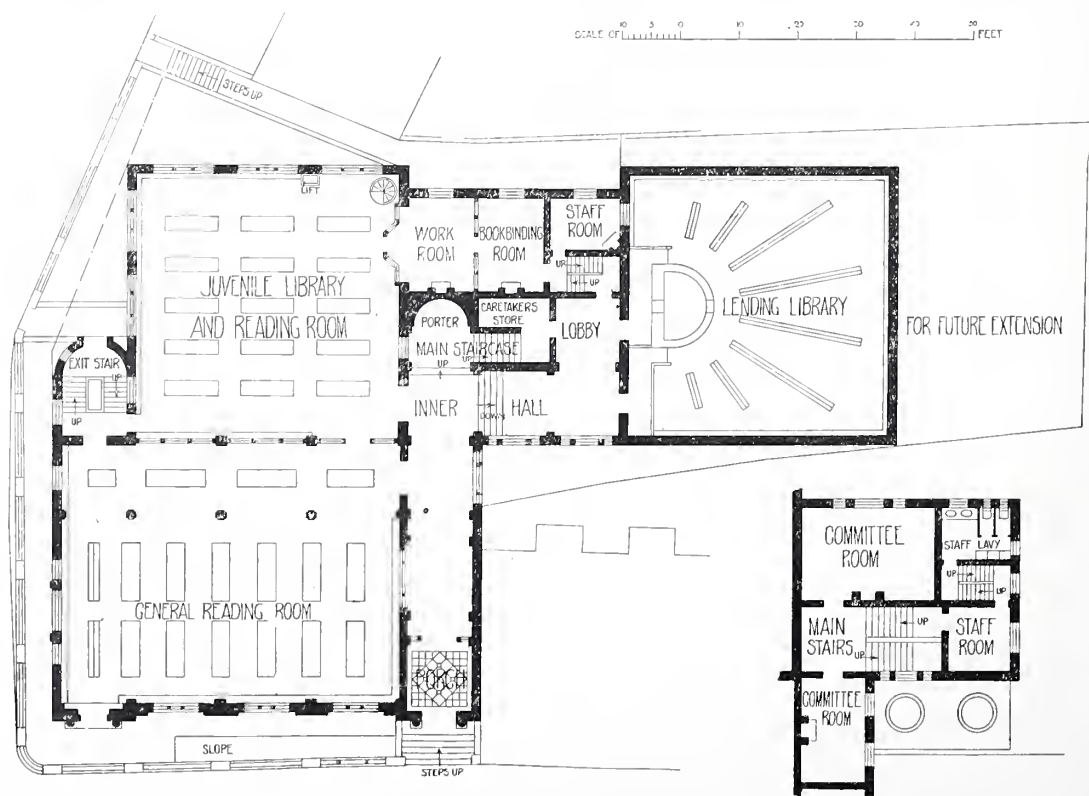 SCALE OF 10 5 0 10 20 30 40 50 FEET
STEPS UP
LIFT
JUVENILE LIBRARY
AND READING ROOM
WORK
ROOM
BOOKBINDING
ROOM
STAFF
ROOM
UP
UP
CARETAKERS
STORE
PORTER
MAIN STAIRCASE
UP
UP
LOBBY
LENDING LIBRARY
FOR FUTURE EXTENSION
EXIT STAIR
UP
UP
INNER HALL
DOWN
GENERAL READING ROOM
PORCH
SLOPE
STEPS UP
COMMITTEE
ROOM
STAFF LAVY
UP
UP
MAIN
STAIRS
UP
UP
STAFF
ROOM
COMMITTEE
ROOM